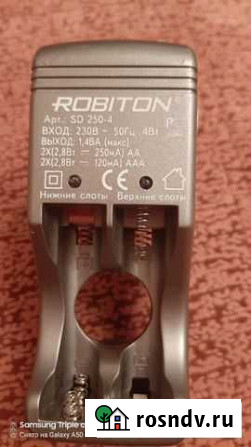 ROBITON
Арт.: SD 250-4
ВХОД: 230В ~ 50Гц 4Вт
ВЫХОД: 1,4ВА (макс)
2Х(2,8В ⎓ 250мА) АА
2Х(2,8В ⎓ 120мА) ААА
CE
Нижние слоты Верхние слоты
Samsung Triple
Снято на Galaxy A50
rosndv.ru